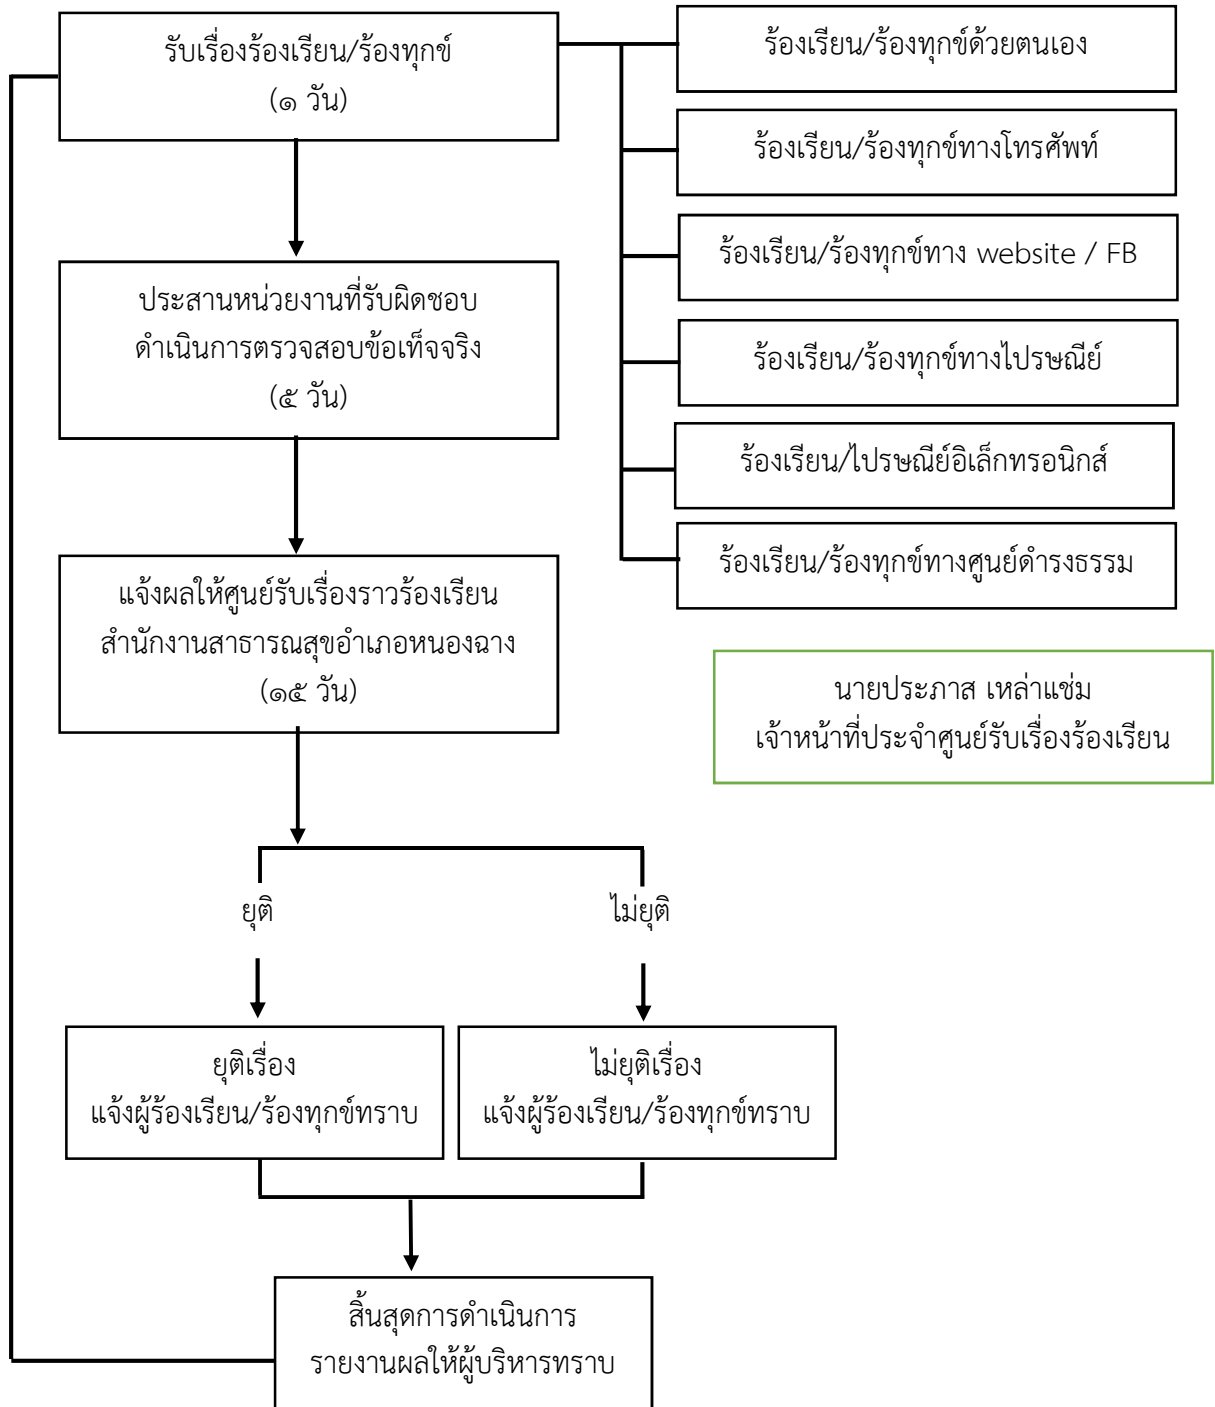 รับเรื่องร้องเรียน/ร้องทุกข์
(๑ วัน)
ร้องเรียน/ร้องทุกข์ด้วยตนเอง
ร้องเรียน/ร้องทุกข์ทางโทรศัพท์
ร้องเรียน/ร้องทุกข์ทาง website / FB
ร้องเรียน/ร้องทุกข์ทางไปรษณีย์
ร้องเรียน/ไปรษณีย์อิเล็กทรอนิกส์
ร้องเรียน/ร้องทุกข์ทางศูนย์ดำรงธรรม
ประสานหน่วยงานที่รับผิดชอบ
ดำเนินการตรวจสอบข้อเท็จจริง
(๕ วัน)
แจ้งผลให้ศูนย์รับเรื่องราวร้องเรียน
สำนักงานสาธารณสุขอำเภอหนองฉาง
(๑๕ วัน)
นายประภาส เหล่าแช่ม
เจ้าหน้าที่ประจำศูนย์รับเรื่องร้องเรียน
ยุติ
ไม่ยุติ
ยุติเรื่อง
แจ้งผู้ร้องเรียน/ร้องทุกข์ทราบ
ไม่ยุติเรื่อง
แจ้งผู้ร้องเรียน/ร้องทุกข์ทราบ
สิ้นสุดการดำเนินการ
รายงานผลให้ผู้บริหารทราบ